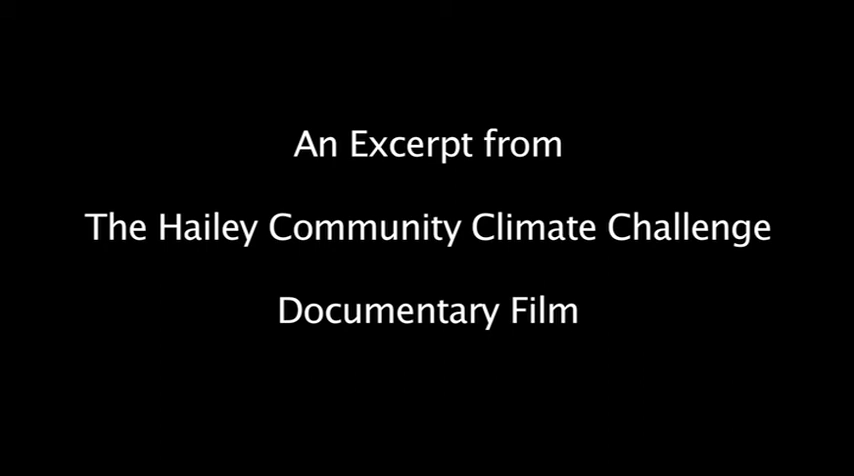 An Excerpt from
The Hailey Community Climate Challenge
Documentary Film